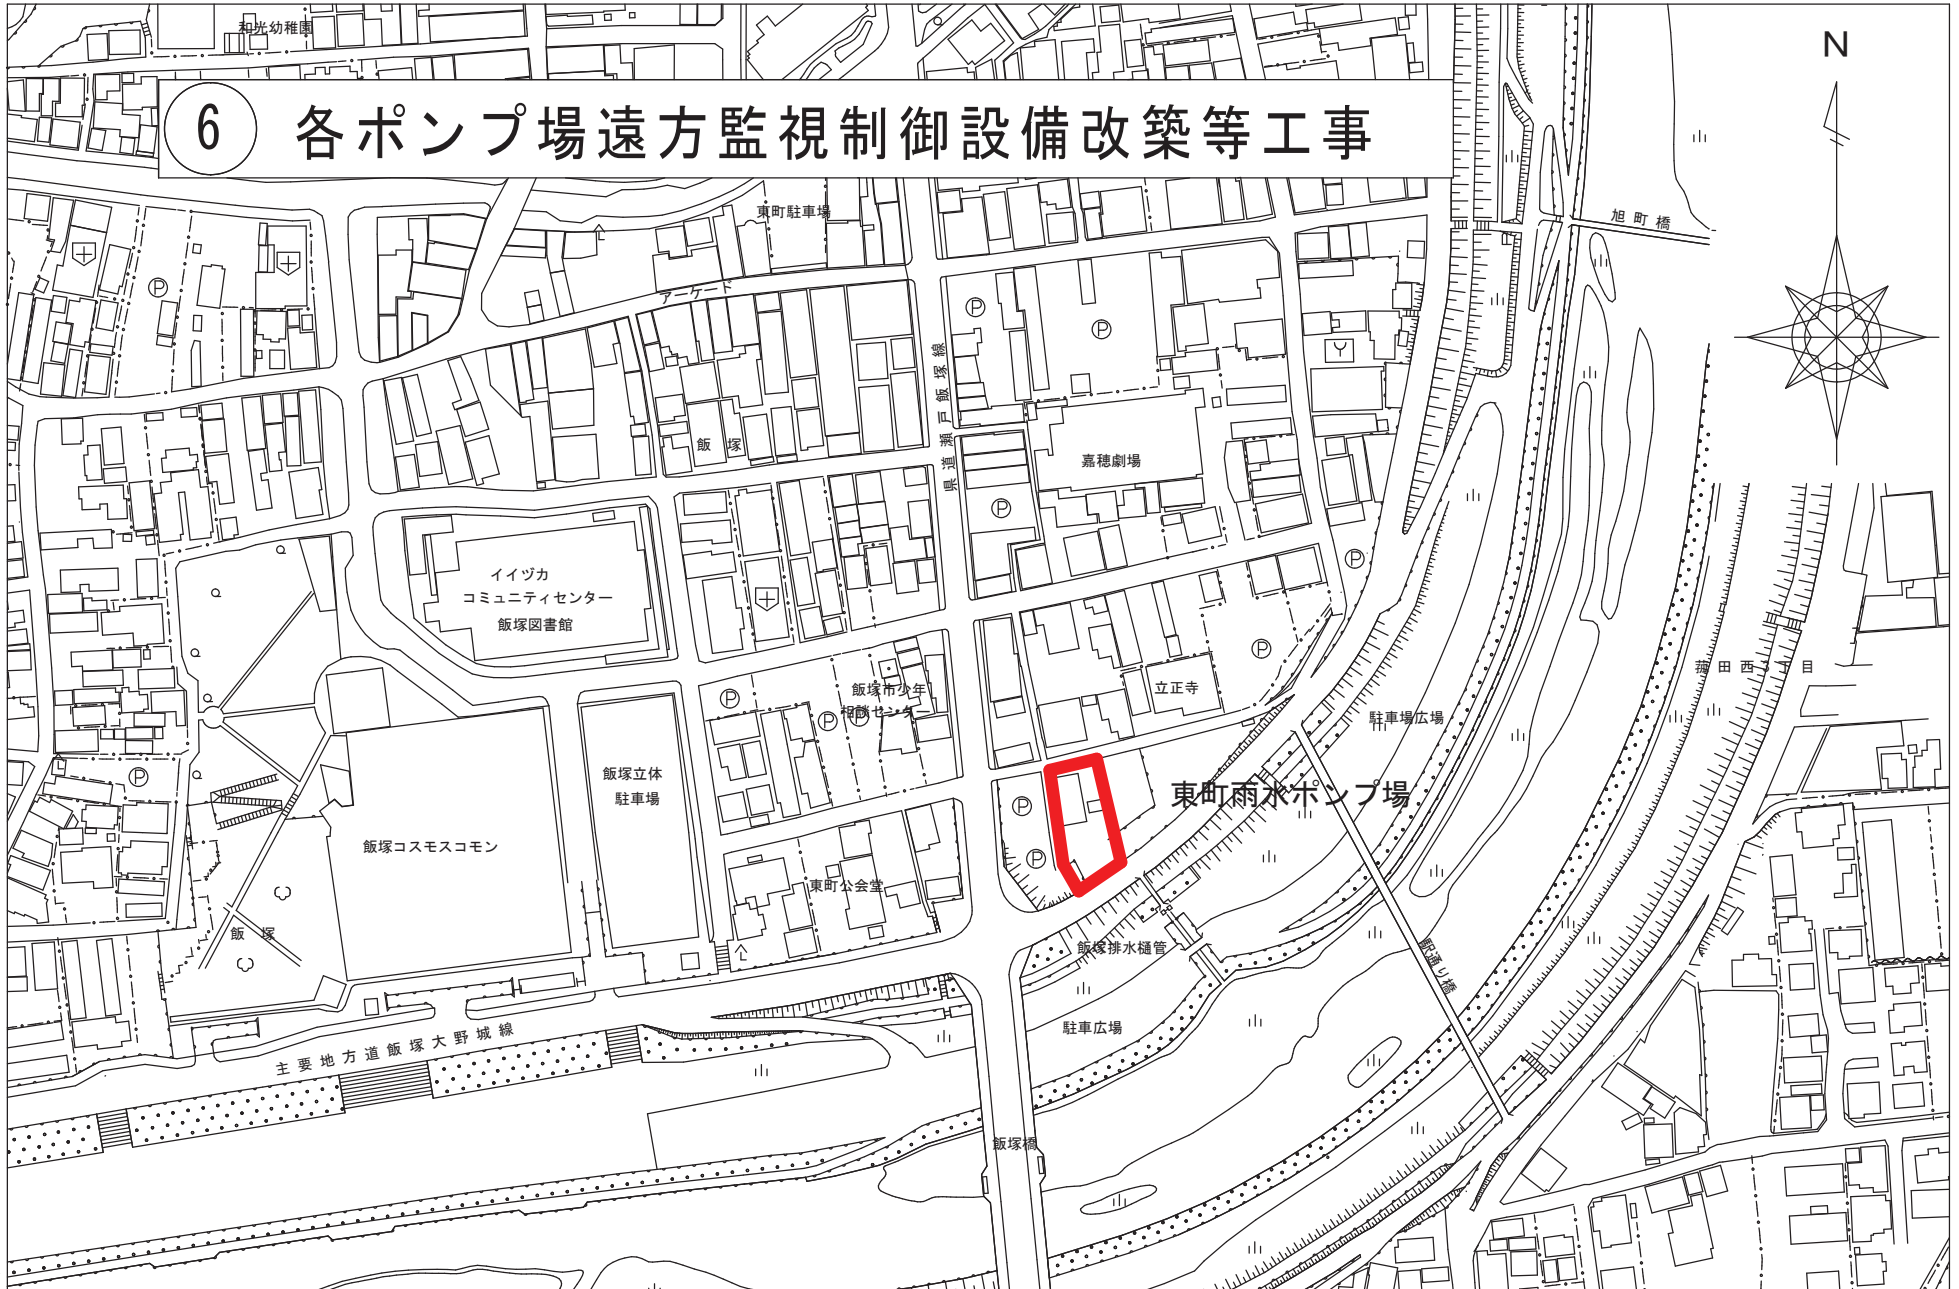 和光幼稚園
N
6 各ポンプ場遠方監視制御設備改築等工事
東町駐車場
旭町橋
アーケード
県道瀬戸飯塚線
飯塚
嘉穂劇場
イイヅカ
コミュニティセンター
飯塚図書館
立正寺
飯塚市少年
相談センター
駐車場広場
飯塚立体
駐車場
東町雨水ポンプ場
飯塚コスモスコモン
東町公会堂
飯塚
飯塚排水樋管
駅通り橋
駐車広場
主要地方道飯塚大野城線
飯塚橋
P
P
P
P
P
P
P
P
P
P
P
P